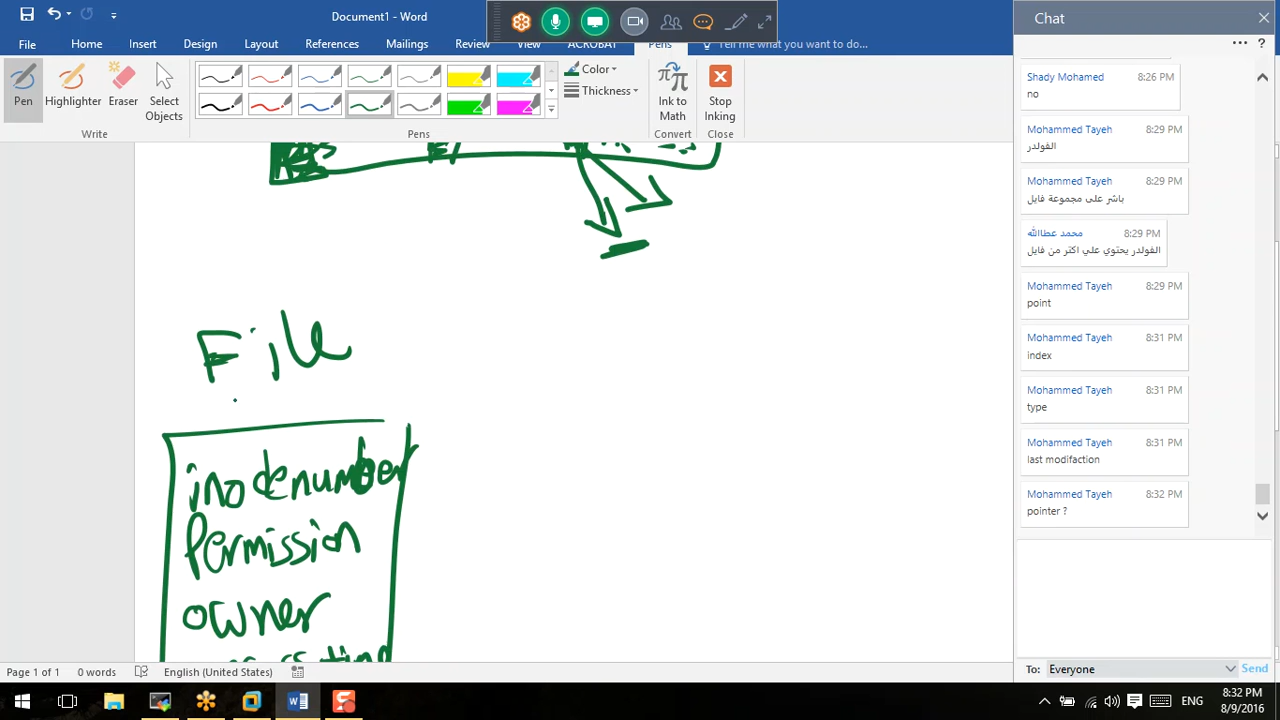 Document1 - Word
File
Home
Insert
Design
Layout
References
Mailings
Review
View
ACROBAT
Pens
Tell me what you want to do...
Pen
Highlighter
Eraser
Select Objects
Color
Thickness
Ink to Math
Stop Inking
Write
Pens
Convert
Close
File
inodenumber
Permission
owner
Chat
Shady Mohamed 8:26 PM
no
Mohammed Tayeh 8:29 PM
الفولدر
Mohammed Tayeh 8:29 PM
باشر على مجموعة فايل
محمد عطاالله 8:29 PM
الفولدر يحتوي علي اكثر من فايل
Mohammed Tayeh 8:29 PM
point
Mohammed Tayeh 8:31 PM
index
Mohammed Tayeh 8:31 PM
type
Mohammed Tayeh 8:31 PM
last modifaction
Mohammed Tayeh 8:32 PM
pointer ?
To: Everyone Send
Page 1 of 1 0 words English (United States)
ENG
8:32 PM
8/9/2016